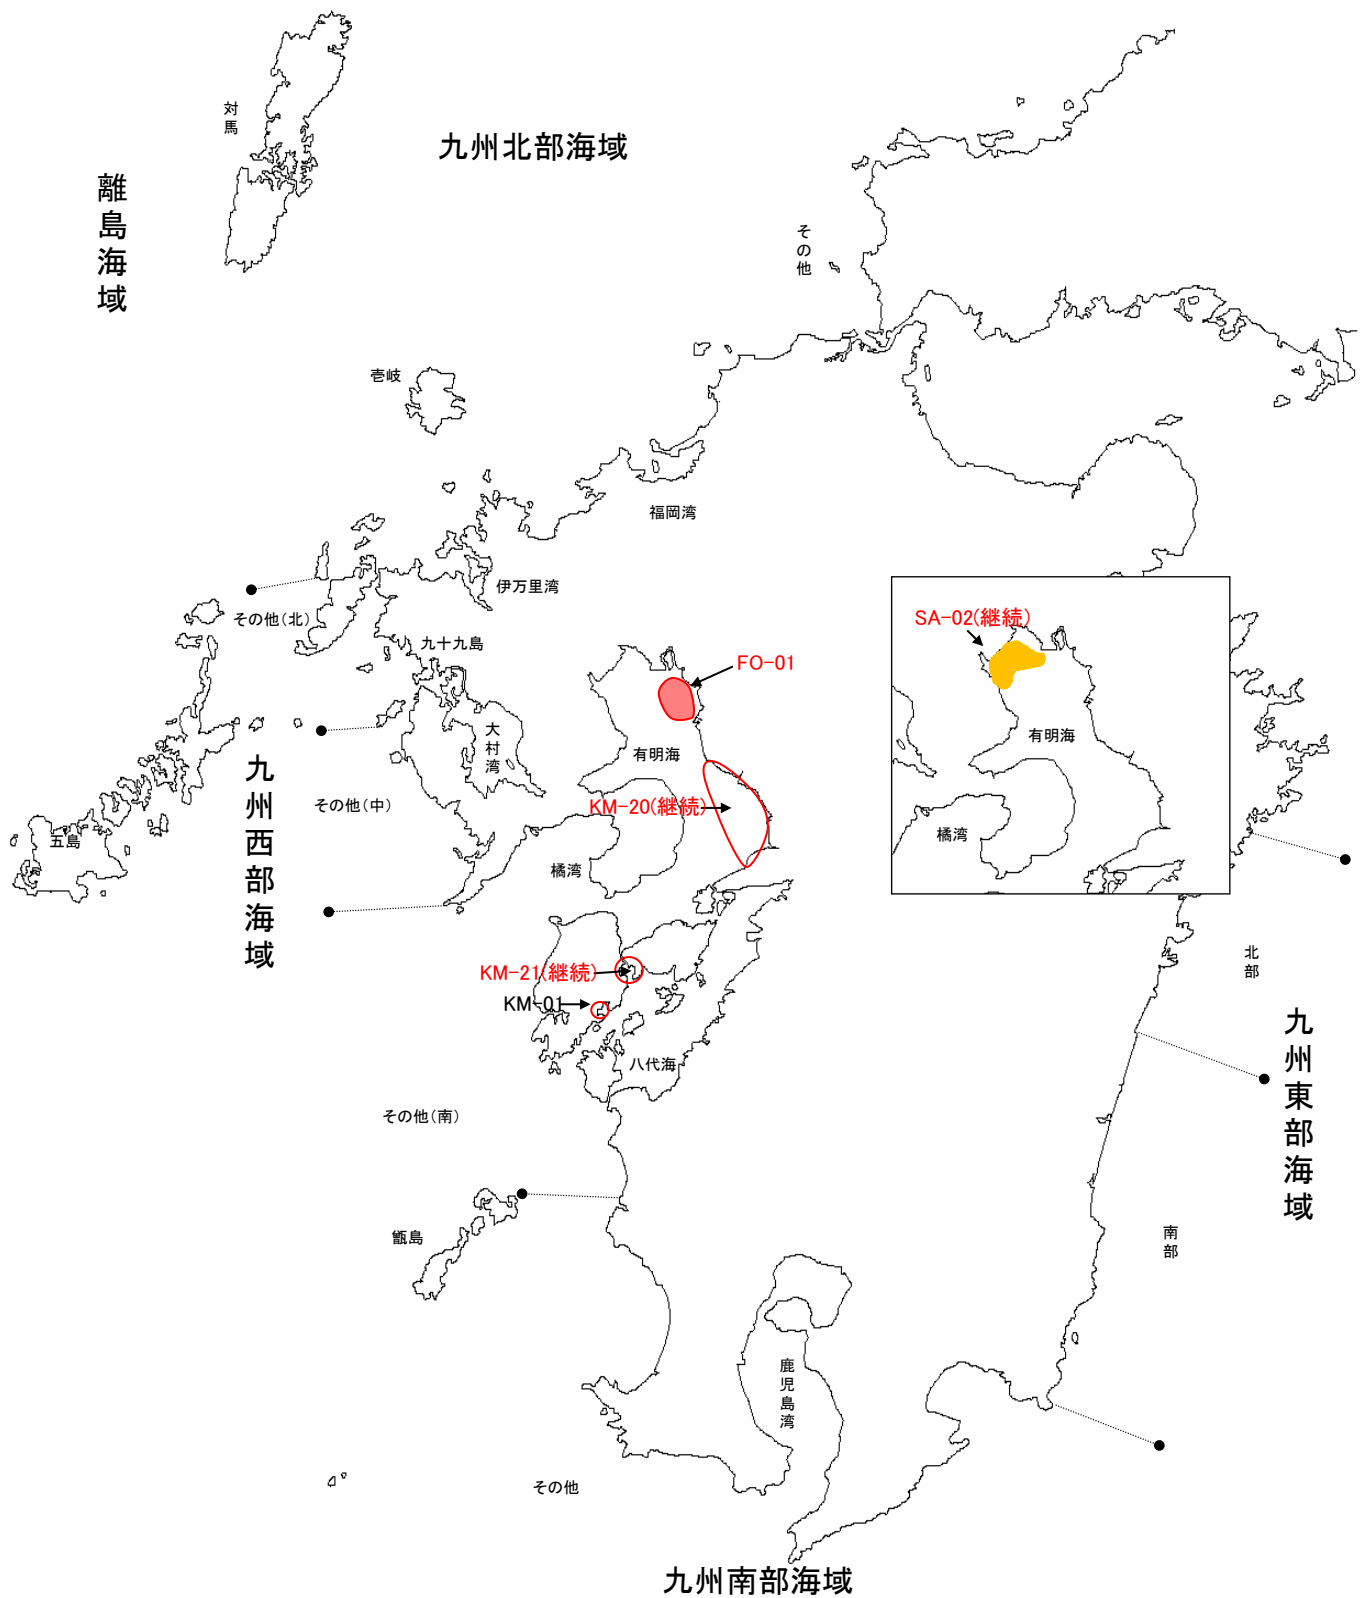 対馬
九州北部海域
離島海域
その他
壱岐
福岡湾
伊万里湾
その他(北)
九十九島
SA-02(継続)
FO-01
大村湾
有明海
有明海
九州西部海域
その他(中)
KM-20(継続)
五島
橘湾
橘湾
北部
KM-21(継続)
KM-01
九州東部海域
八代海
その他(南)
甑島
南部
鹿児島湾
その他
九州南部海域